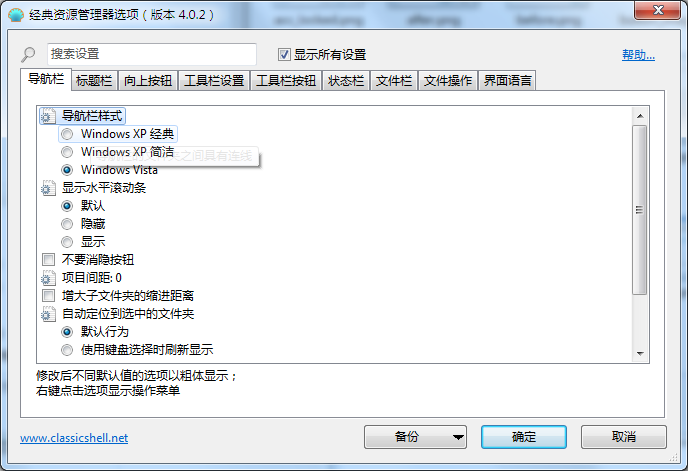 经典资源管理器选项（版本 4.0.2）
搜索设置
显示所有设置
帮助...
导航栏 标题栏 向上按钮 工具栏设置 工具栏按钮 状态栏 文件栏 文件操作 界面语言
导航栏样式
Windows XP 经典
Windows XP 简洁
之间具有连线
Windows Vista
显示水平滚动条
默认
隐藏
显示
不要消隐按钮
项目间距: 0
增大子文件夹的缩进距离
自动定位到选中的文件夹
默认行为
使用键盘选择时刷新显示
修改后不同默认值的选项以粗体显示；
右键点击选项显示操作菜单
www.classicshell.net
备份
确定
取消